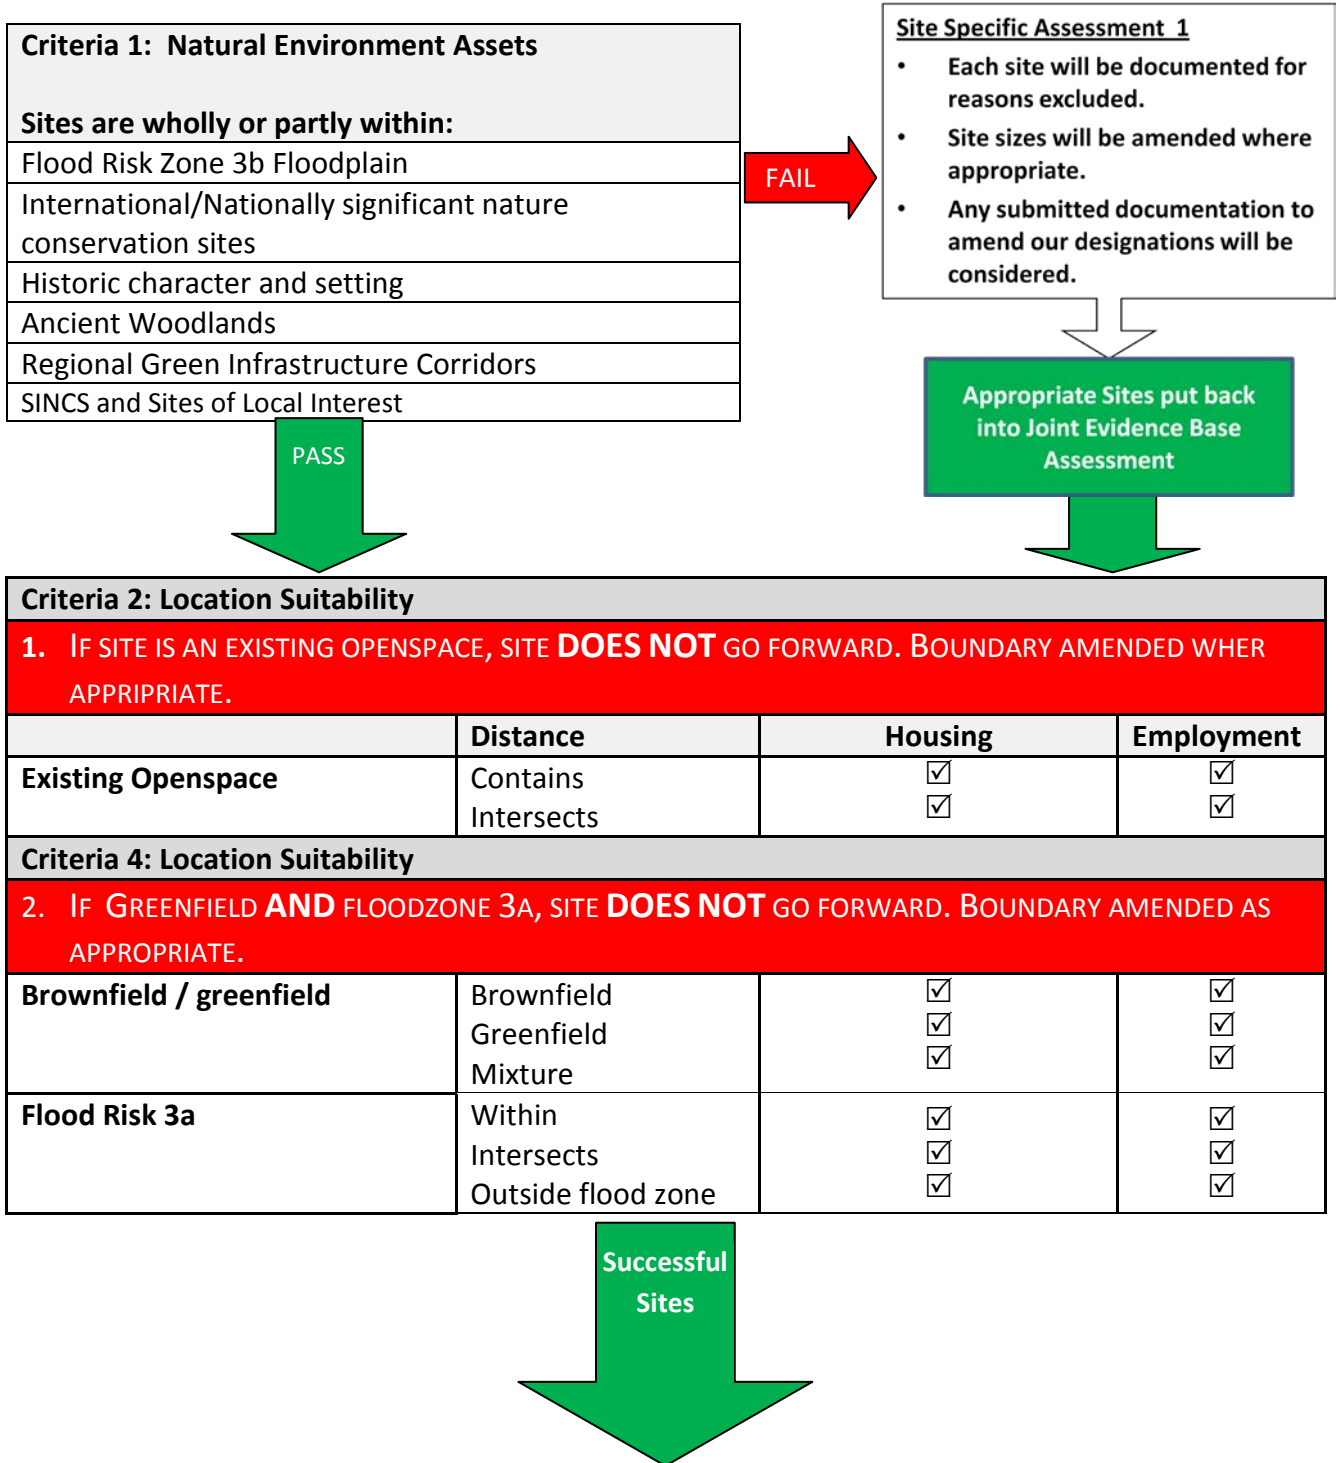 Criteria 1: Natural Environment Assets
Sites are wholly or partly within:
Flood Risk Zone 3b Floodplain
International/Nationally significant nature
conservation sites
Historic character and setting
Ancient Woodlands
Regional Green Infrastructure Corridors
SINCS and Sites of Local Interest
FAIL
Site Specific Assessment 1
• Each site will be documented for
reasons excluded.
• Site sizes will be amended where
appropriate.
• Any submitted documentation to
amend our designations will be
considered.
Appropriate Sites put back
into Joint Evidence Base
Assessment
PASS
Criteria 2: Location Suitability
1. IF SITE IS AN EXISTING OPENSPACE, SITE DOES NOT GO FORWARD. BOUNDARY AMENDED WHER
APPRIPRIATE.
Distance Housing Employment
Existing Openspace Contains ☑ ☑
Intersects ☑ ☑
Criteria 4: Location Suitability
2. IF GREENFIELD AND FLOODZONE 3A, SITE DOES NOT GO FORWARD. BOUNDARY AMENDED AS
APPROPRIATE.
Brownfield / greenfield Brownfield ☑ ☑
Greenfield ☑ ☑
Mixture ☑ ☑
Flood Risk 3a Within ☑ ☑
Intersects ☑ ☑
Outside flood zone ☑ ☑
Successful
Sites